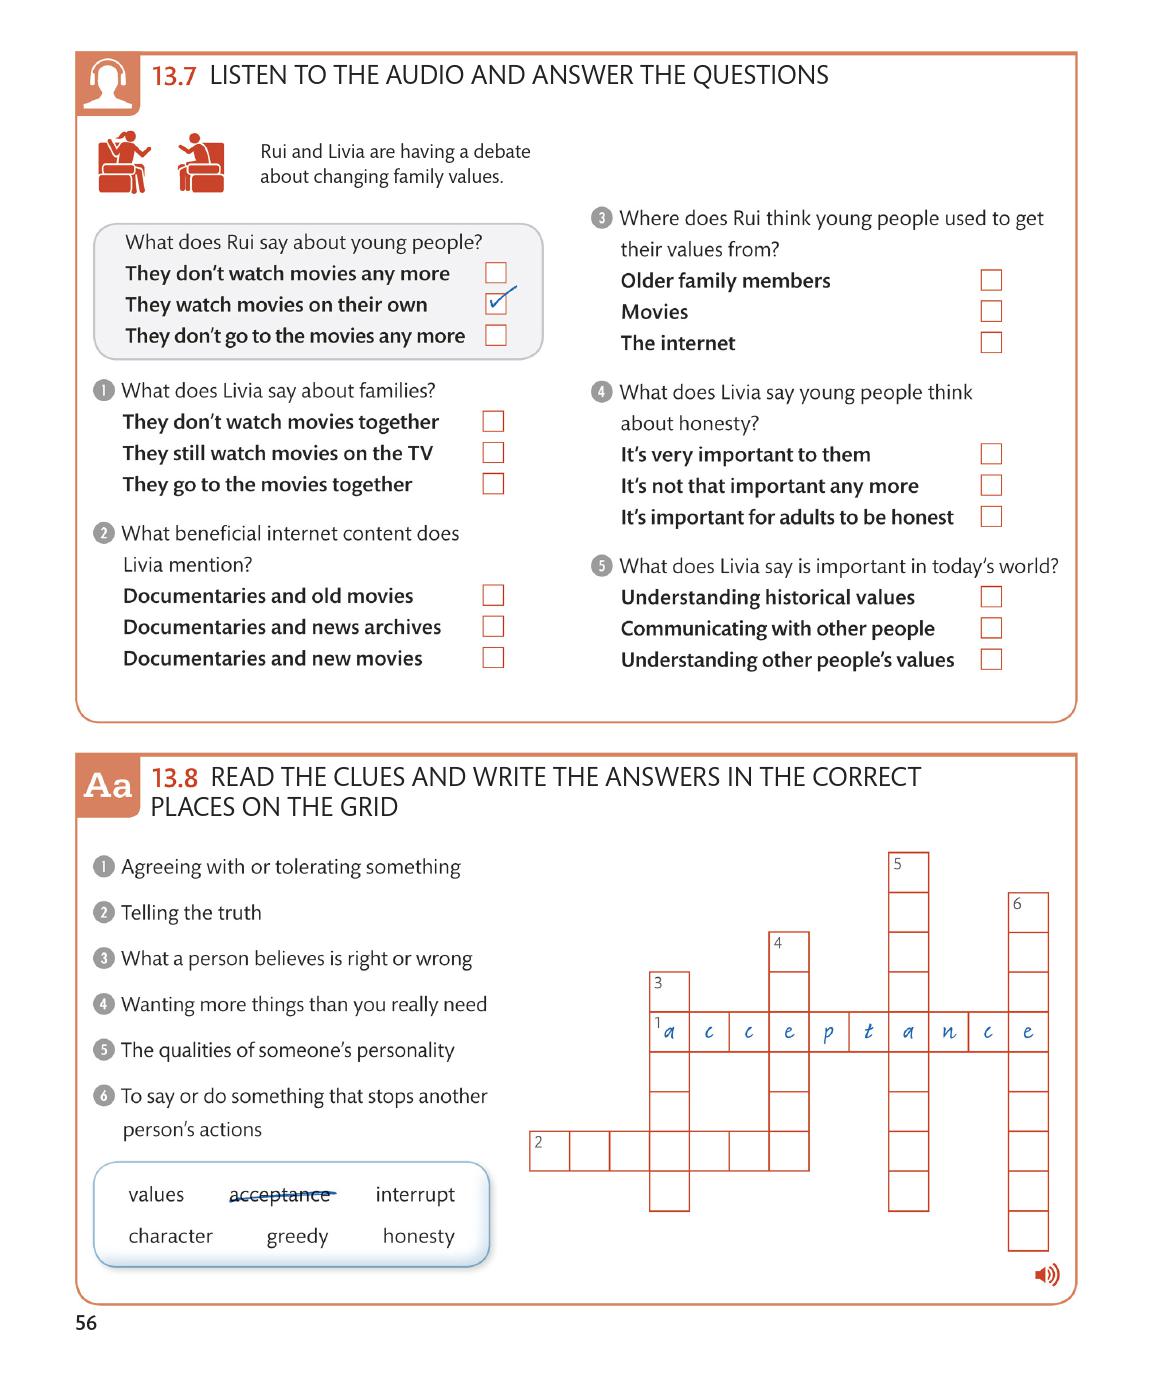 13.7 LISTEN TO THE AUDIO AND ANSWER THE QUESTIONS
Rui and Livia are having a debate
about changing family values.
What does Rui say about young people?
They don't watch movies any more
They watch movies on their own
They don't go to the movies any more
1 What does Livia say about families?
They don't watch movies together
They still watch movies on the TV
They go to the movies together
2 What beneficial internet content does
Livia mention?
Documentaries and old movies
Documentaries and news archives
Documentaries and new movies
3 Where does Rui think young people used to get
their values from?
Older family members
Movies
The internet
4 What does Livia say young people think
about honesty?
It's very important to them
It's not that important any more
It's important for adults to be honest
5 What does Livia say is important in today's world?
Understanding historical values
Communicating with other people
Understanding other people's values
Aa 13.8 READ THE CLUES AND WRITE THE ANSWERS IN THE CORRECT
PLACES ON THE GRID
1 Agreeing with or tolerating something
2 Telling the truth
3 What a person believes is right or wrong
4 Wanting more things than you really need
5 The qualities of someone's personality
6 To say or do something that stops another
person's actions
values acceptance interrupt
character greedy honesty
5
6
4
3
1 a c c e p t a n c e
2
56